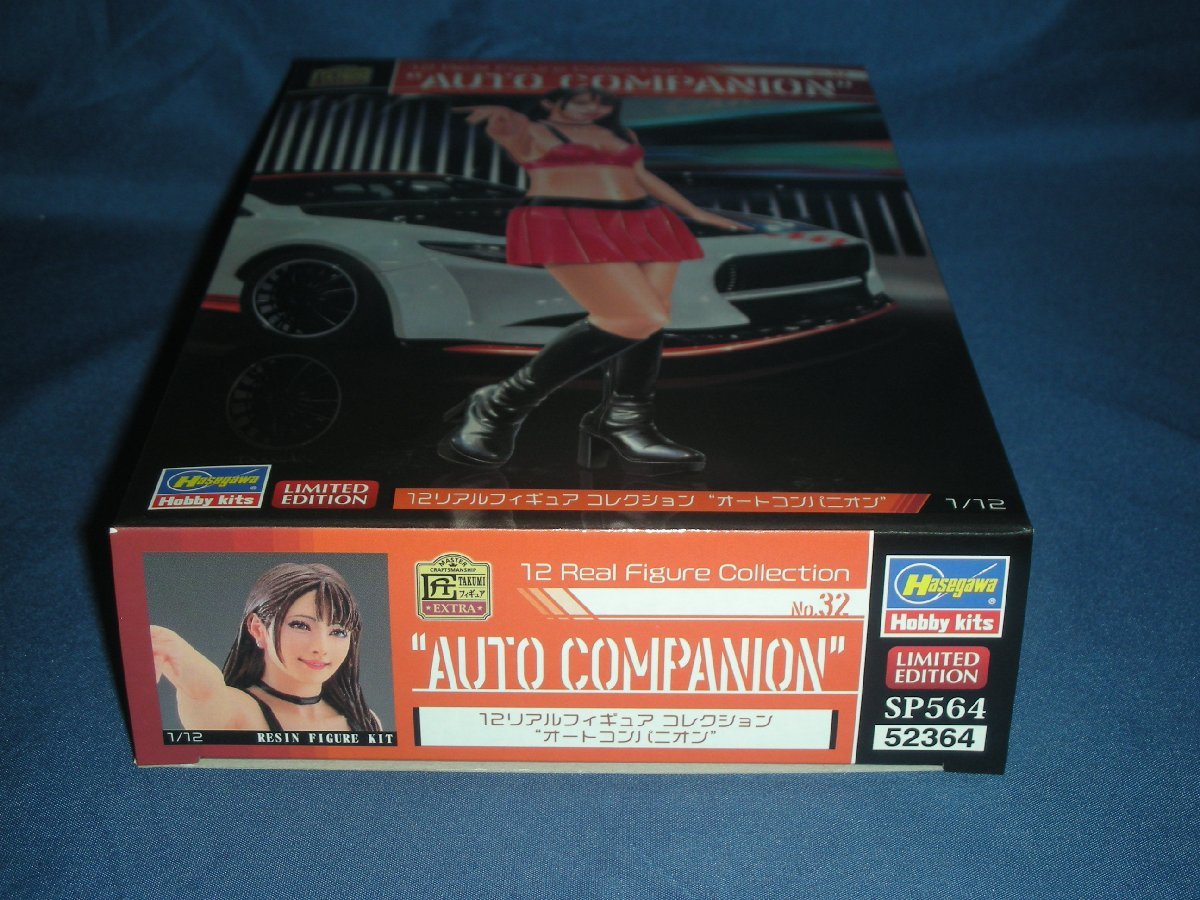 "AUTO COMPANION"
Hasegawa
Hobby kits
LIMITED
EDITION
12リアルフィギュア コレクション "オートコンパニオン"
1/12
1/12
RESIN FIGURE KIT
MASTER
CRAFTSMANSHIP
匠
TAKUMI
フィギュア
★EXTRA★
12 Real Figure Collection
No.32
"AUTO COMPANION"
12リアルフィギュア コレクション
"オートコンパニオン"
Hasegawa
Hobby kits
LIMITED
EDITION
SP564
52364